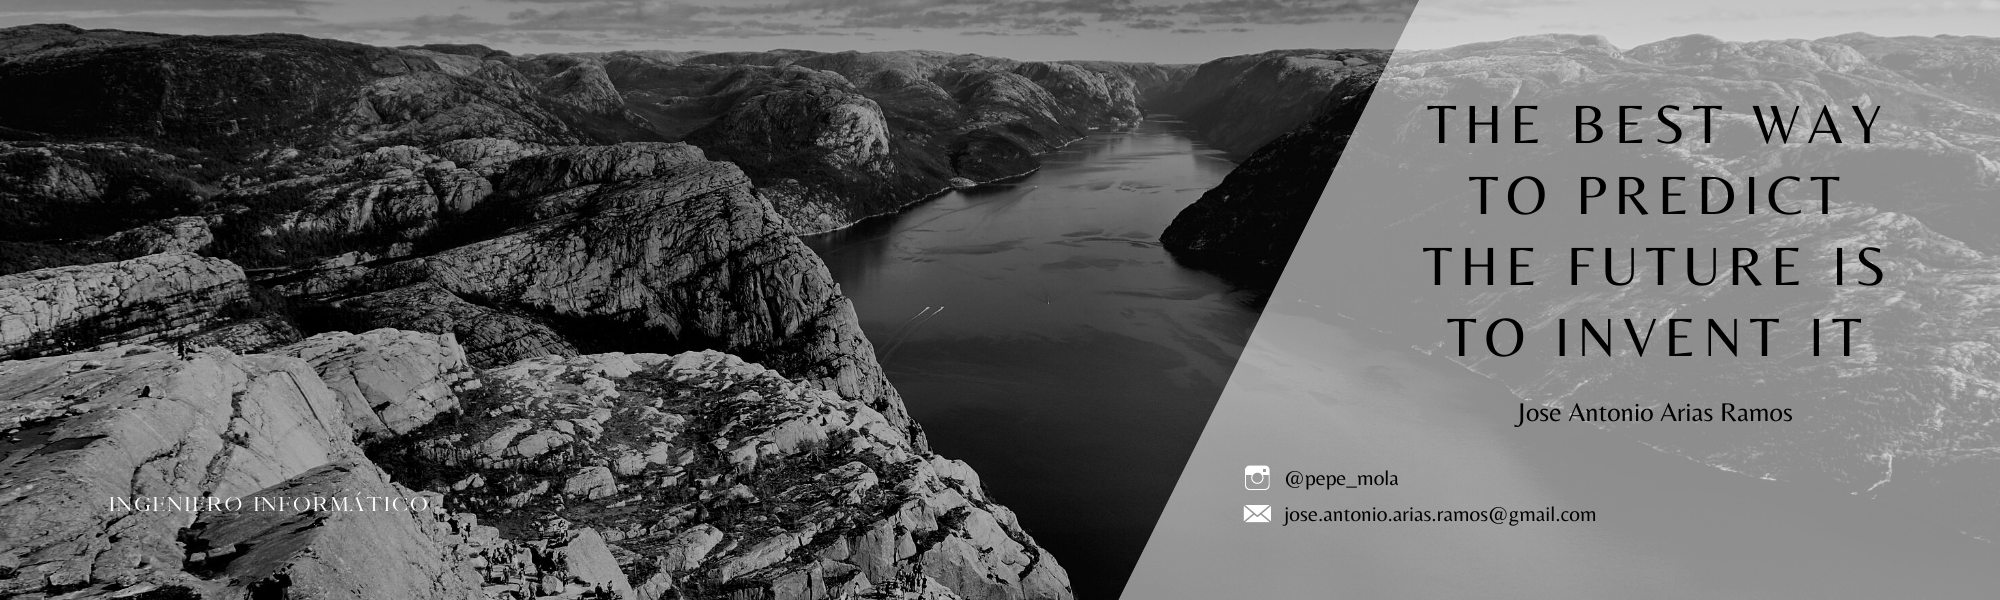 THE BEST WAY
TO PREDICT
THE FUTURE IS
TO INVENT IT
Jose Antonio Arias Ramos
@pepe_mola
jose.antonio.arias.ramos@gmail.com
INGENIERO INFORMÁTICO